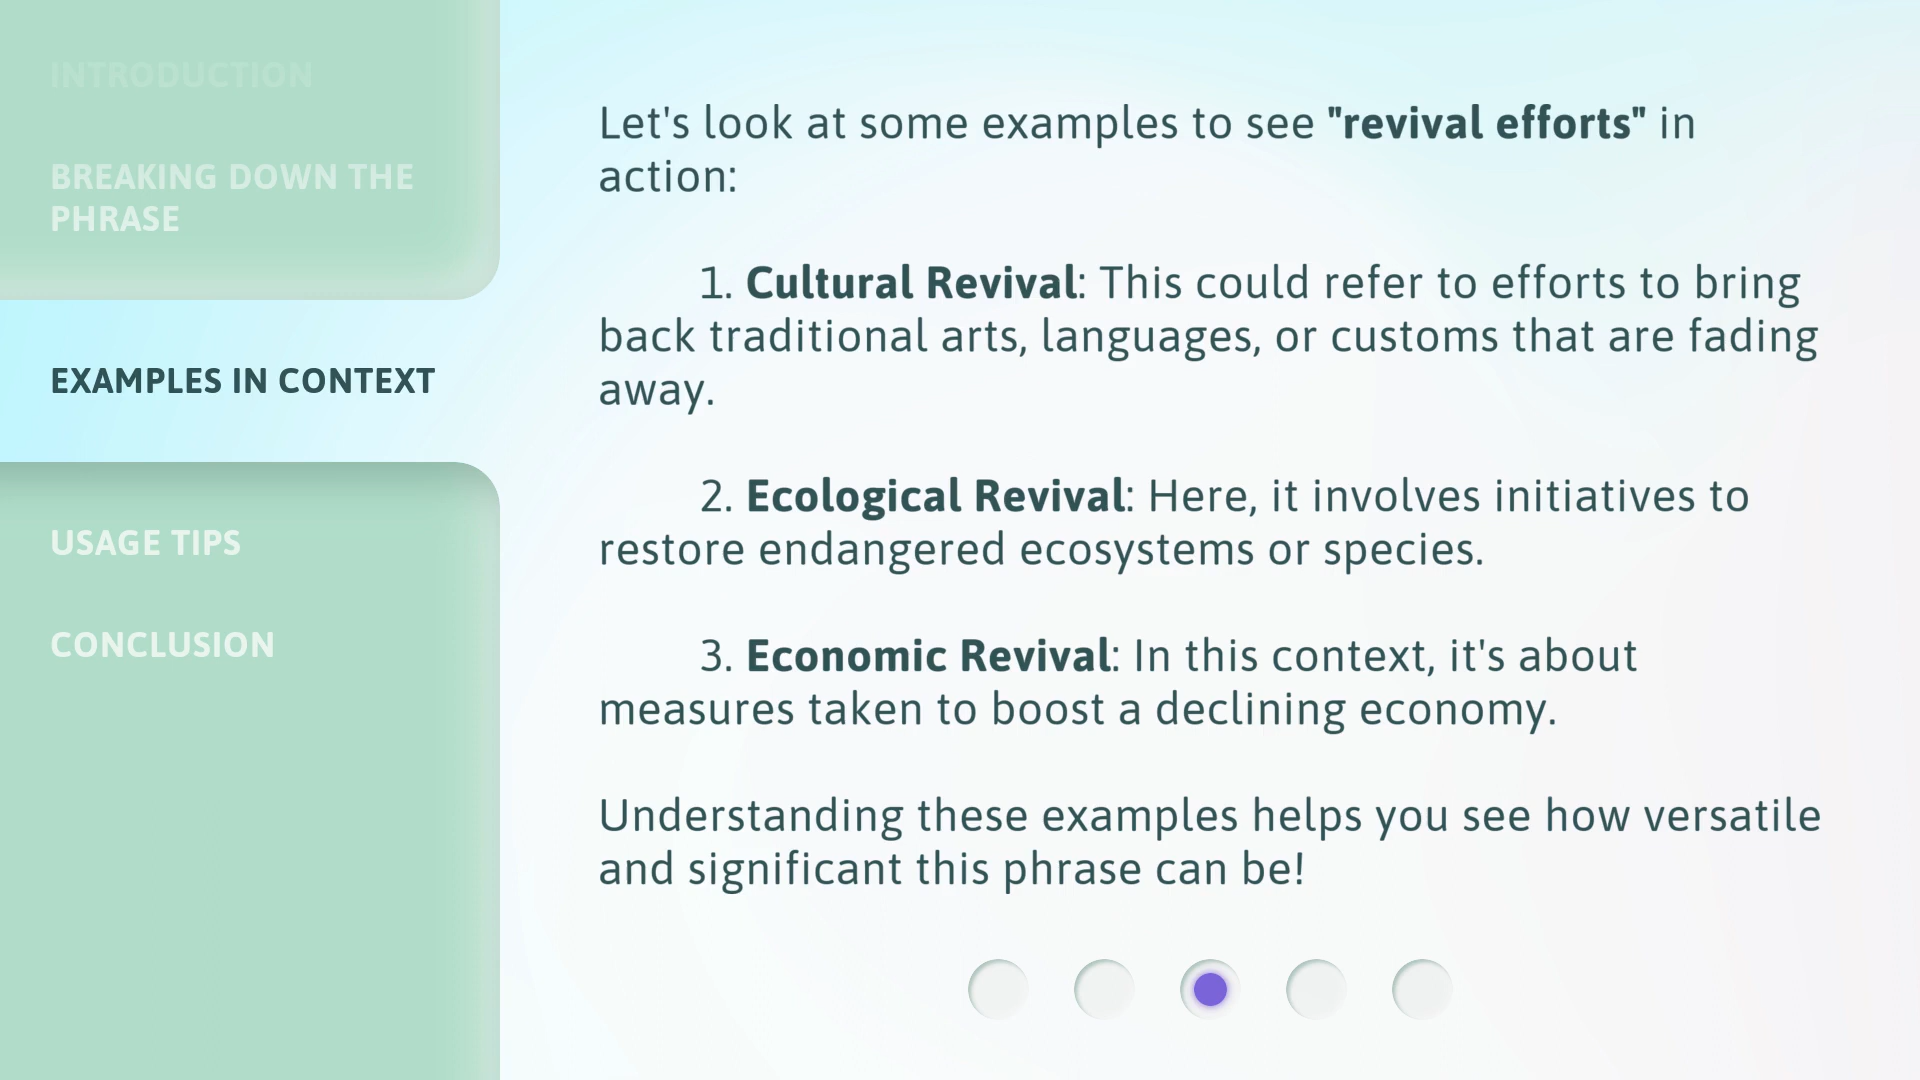 INTRODUCTION
BREAKING DOWN THE
PHRASE
EXAMPLES IN CONTEXT
USAGE TIPS
CONCLUSION
Let's look at some examples to see "revival efforts" in
action:
1. Cultural Revival: This could refer to efforts to bring
back traditional arts, languages, or customs that are fading
away.
2. Ecological Revival: Here, it involves initiatives to
restore endangered ecosystems or species.
3. Economic Revival: In this context, it's about
measures taken to boost a declining economy.
Understanding these examples helps you see how versatile
and significant this phrase can be!